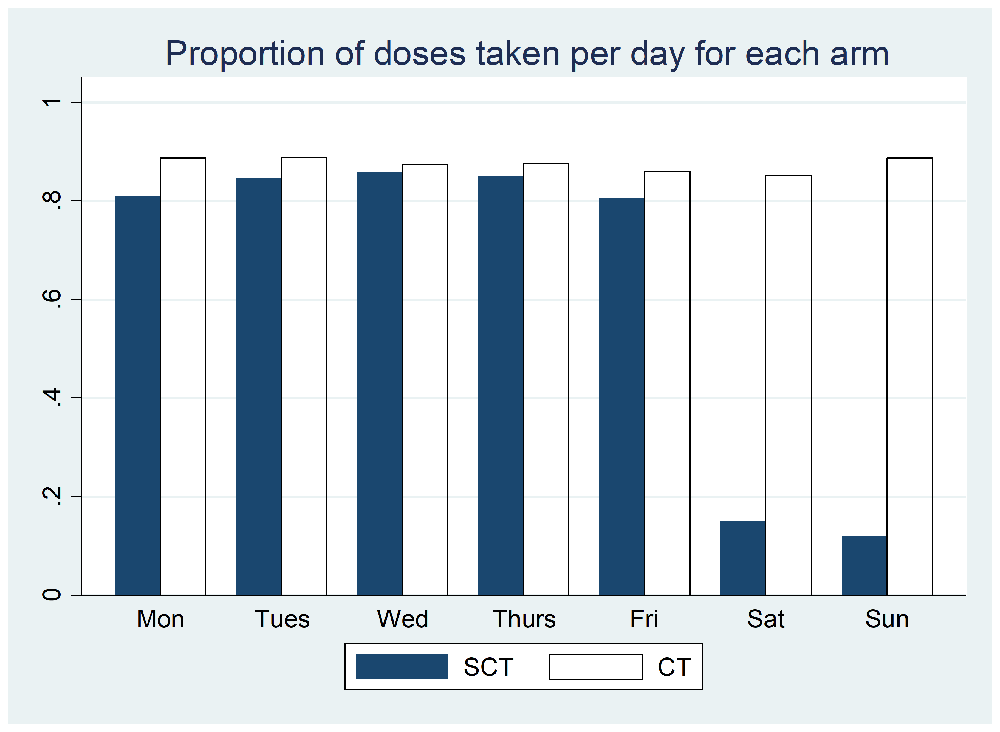 Proportion of doses taken per day for each arm
1
.8
.6
.4
.2
0
Mon Tues Wed Thurs Fri Sat Sun
SCT CT